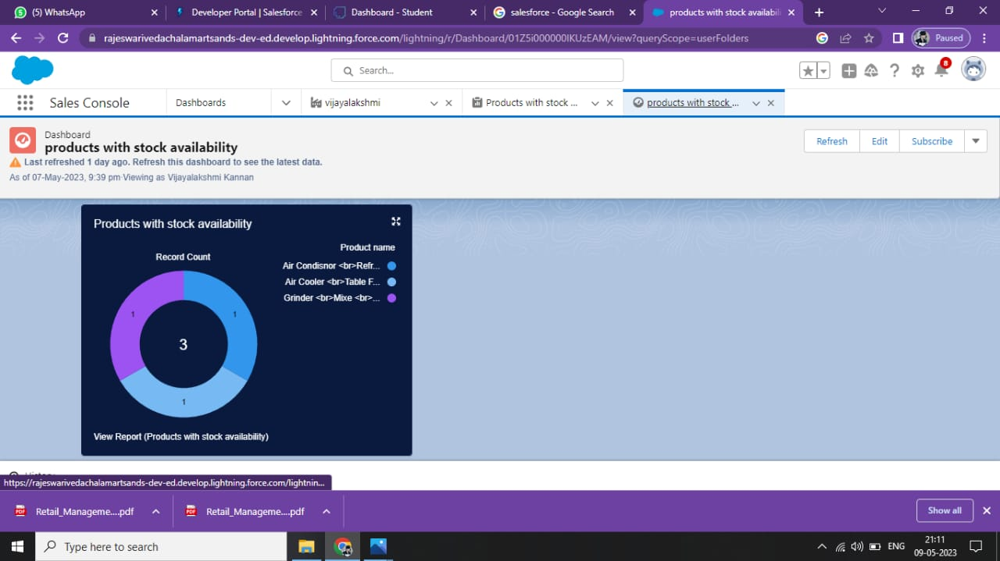 (5) WhatsApp
Developer Portal | Salesforce
Dashboard - Student
salesforce - Google Search
products with stock availabili
rajeswarivedachalamartsands-dev-ed.develop.lightning.force.com/lightning/r/Dashboard/01Z5i000000IKUzEAM/view?queryScope=userFolders
Paused
Search...
8
Sales Console
Dashboards
vijayalakshmi
Products with stock ...
products with stock ...
Dashboard
products with stock availability
Last refreshed 1 day ago. Refresh this dashboard to see the latest data.
As of 07-May-2023, 9:39 pm·Viewing as Vijayalakshmi Kannan
Refresh
Edit
Subscribe
Products with stock availability
Product name
Record Count
Air Condisnor <br>Refr...
Air Cooler <br>Table F...
Grinder <br>Mixe <br>...
1
1
3
1
View Report (Products with stock availability)
History
https://rajeswarivedachalamartsands-dev-ed.develop.lightning.force.com/lightnin...
Retail_Manageme....pdf
Retail_Manageme....pdf
Show all
Type here to search
ENG
21:11
09-05-2023